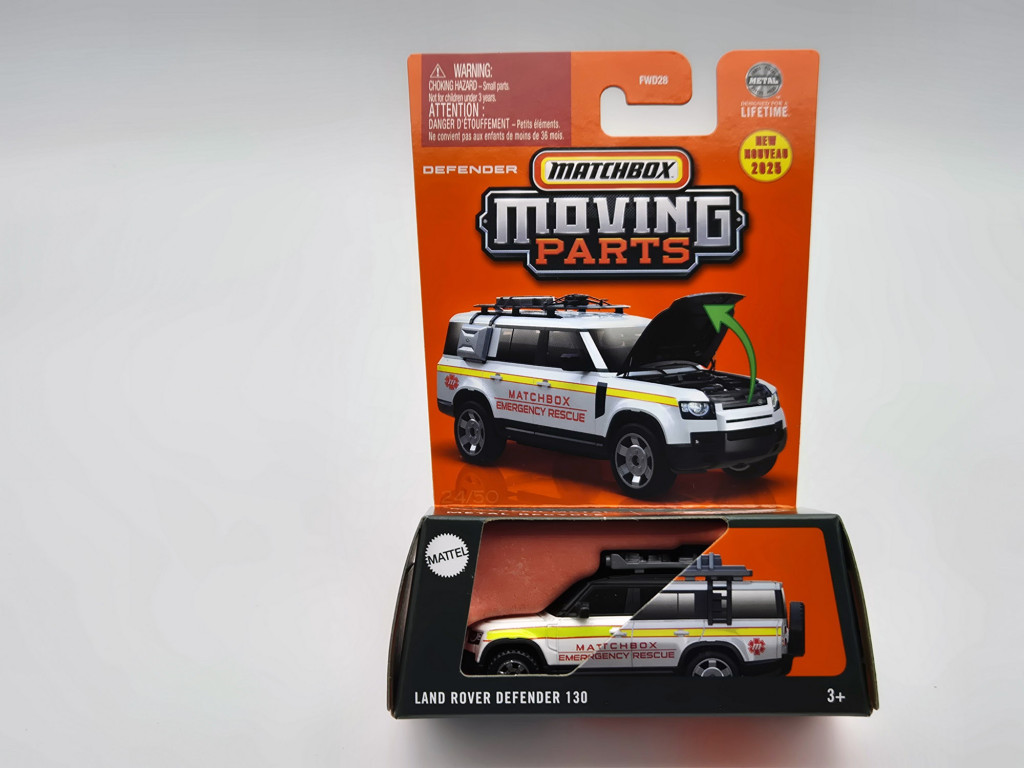 WARNING:
CHOKING HAZARD – Small parts.
Not for children under 3 years.
ATTENTION :
DANGER D'ÉTOUFFEMENT – Petits éléments.
Ne convient pas aux enfants de moins de 36 mois.
FWD28
METAL
DESIGNED FOR A
LIFETIME
NEW
NOUVEAU
2025
DEFENDER
MATCHBOX
MOVING
PARTS
MATCHBOX
EMERGENCY RESCUE
24/50
MATTEL
MATCHBOX
EMERGENCY RESCUE
LAND ROVER DEFENDER 130
3+